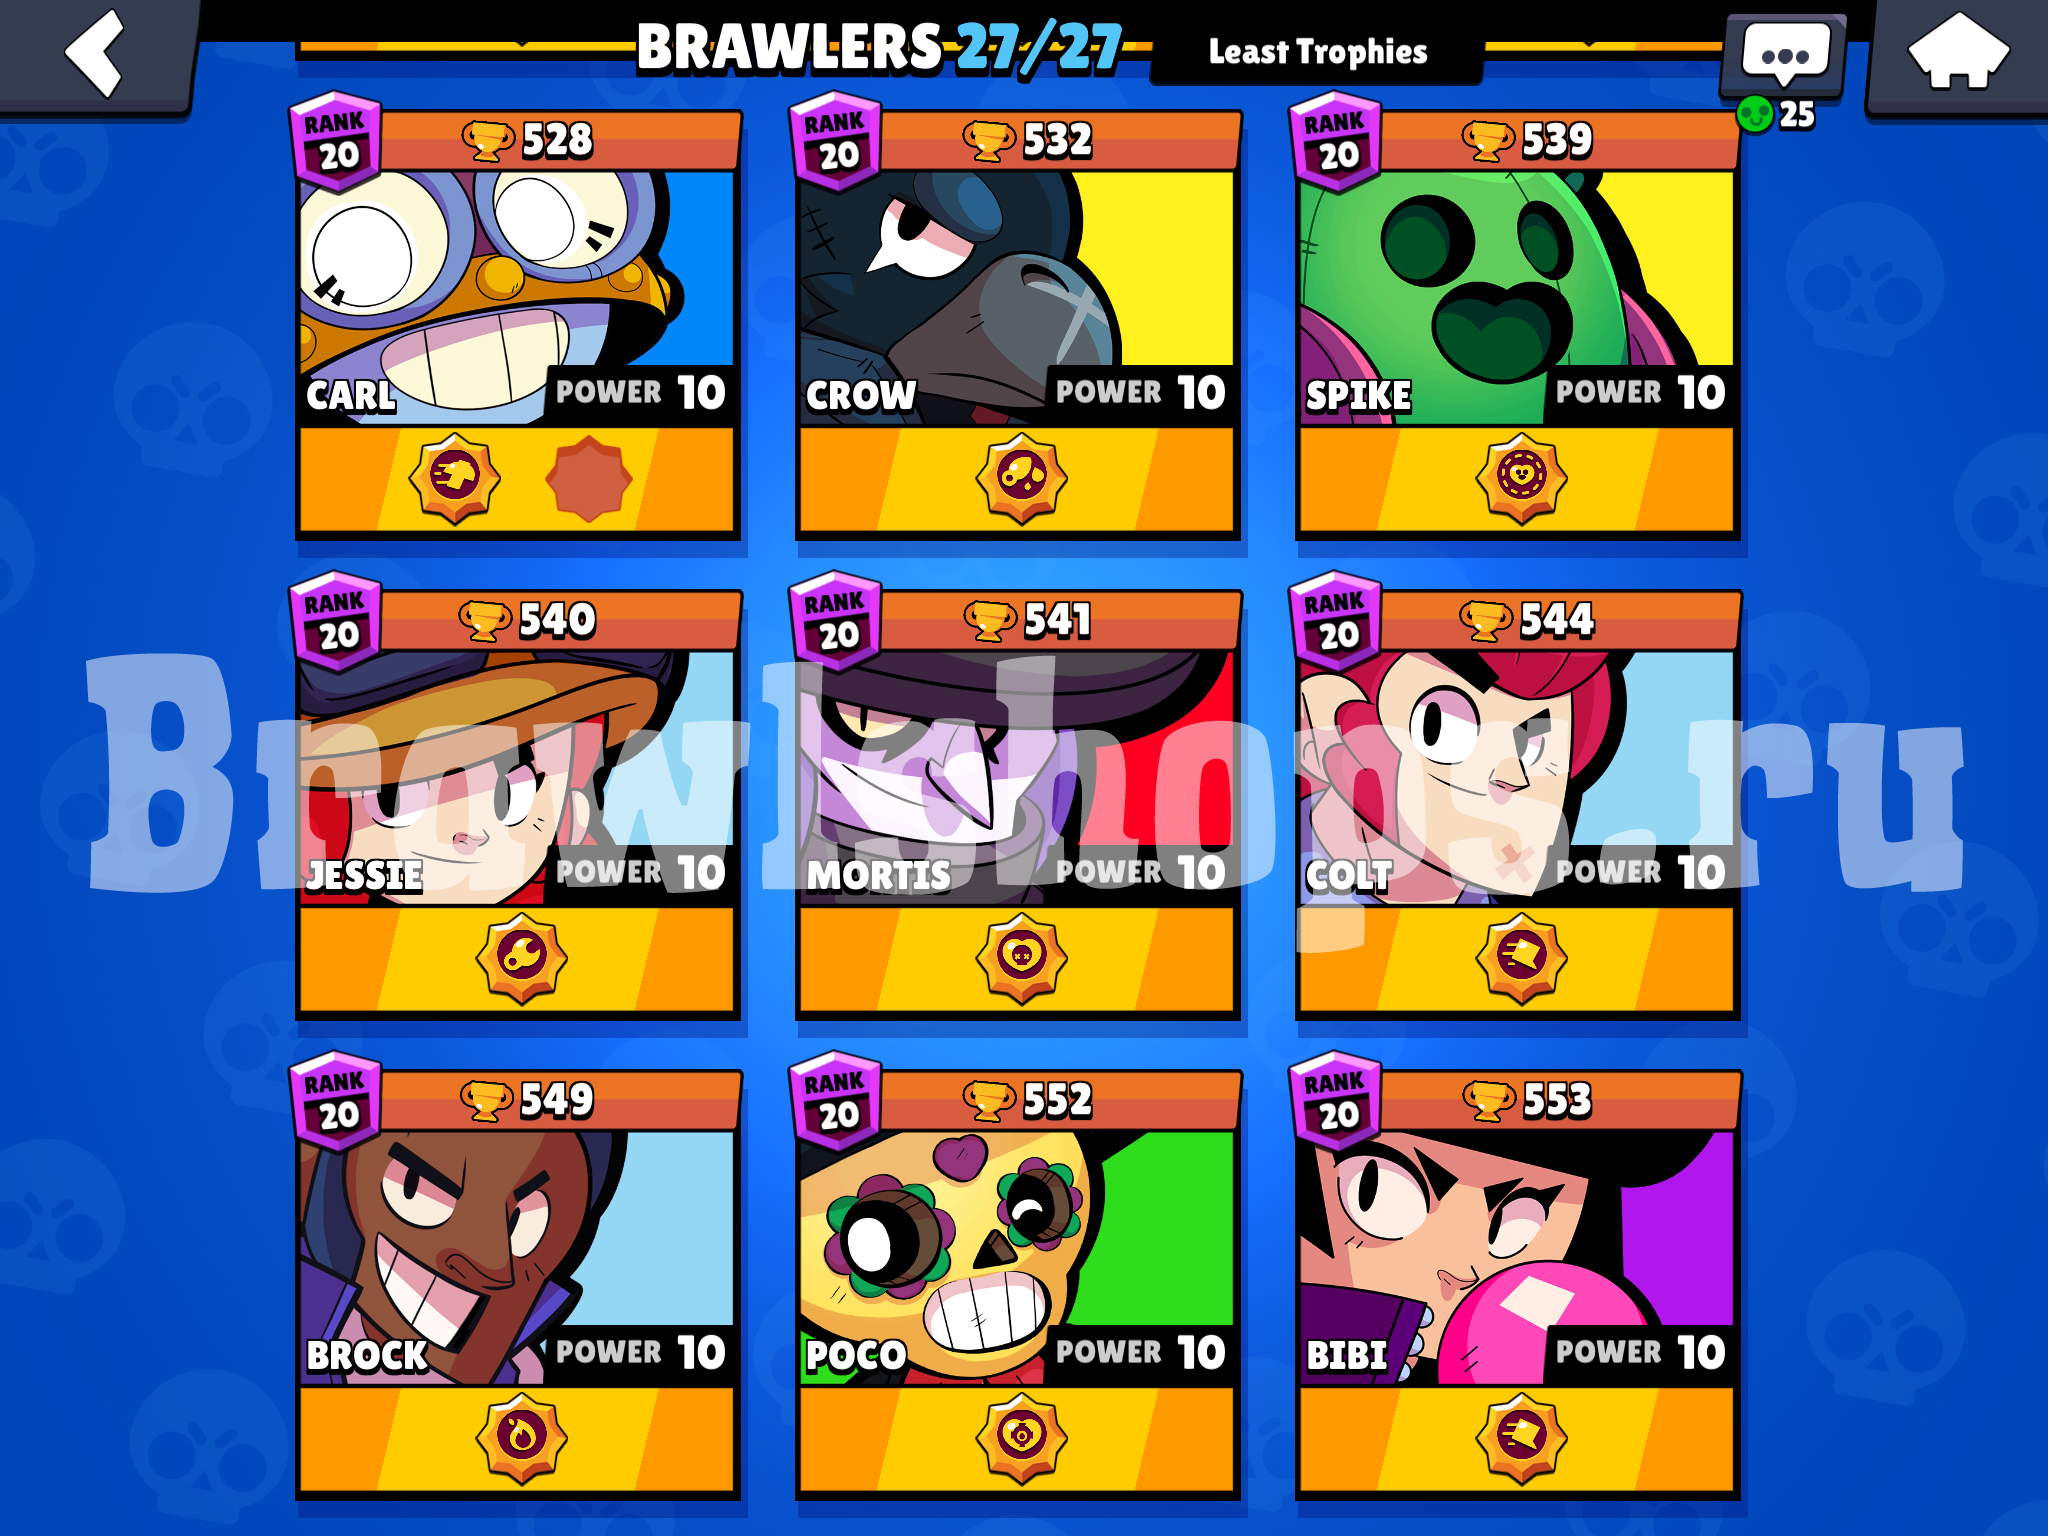 BRAWLERS 27/27
Least Trophies
25
RANK 20
528
RANK 20
532
RANK 20
539
CARL
POWER 10
CROW
POWER 10
SPIKE
POWER 10
RANK 20
540
RANK 20
541
RANK 20
544
Brawlshops.ru
JESSIE
POWER 10
MORTIS
POWER 10
COLT
POWER 10
RANK 20
549
RANK 20
552
RANK 20
553
BROCK
POWER 10
POCO
POWER 10
BIBI
POWER 10